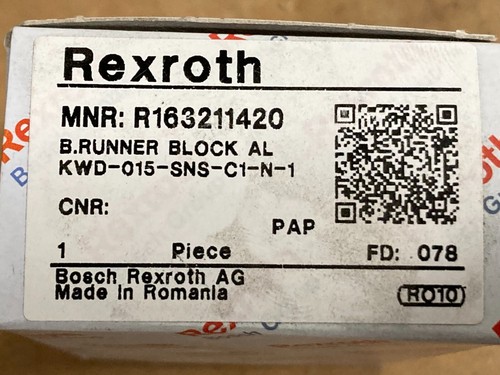 Rexroth
MNR: R163211420
B.RUNNER BLOCK AL
KWD-015-SNS-C1-N-1
CNR:
PAP
1 Piece FD: 078
Bosch Rexroth AG
Made in Romania
RO10